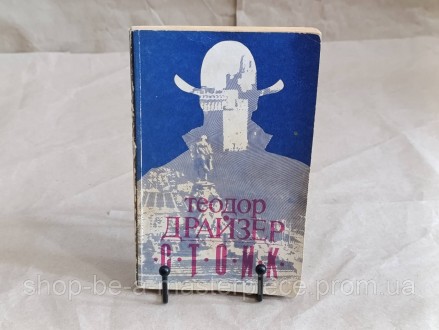 теодор
ДРАЙЗЕР
С·Т·О·И·К
shop-be-a-masterpiece.prom.ua